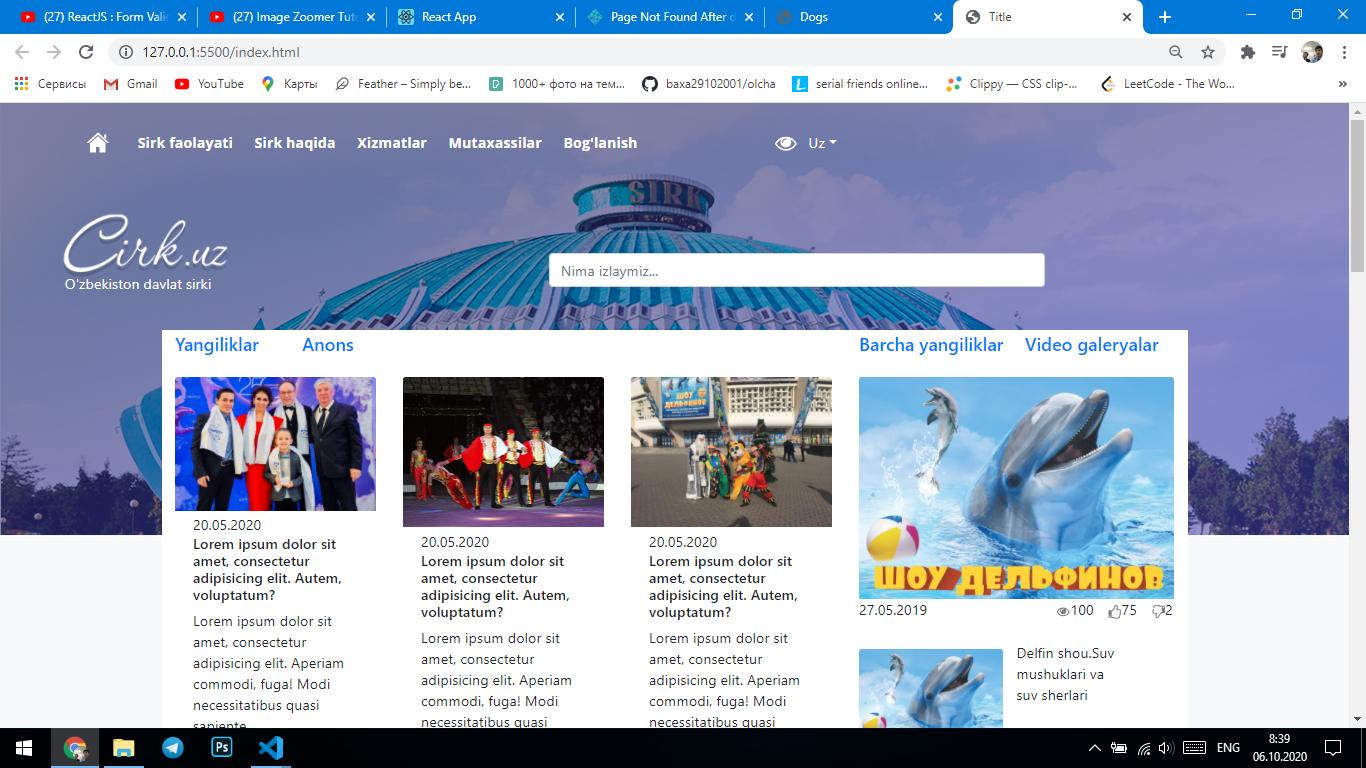 (27) ReactJS : Form Valid
(27) Image Zoomer Tuto
React App
Page Not Found After d
Dogs
Title
127.0.0.1:5500/index.html
Сервисы
Gmail
YouTube
Карты
Feather – Simply be...
1000+ фото на тем...
baxa29102001/olcha
serial friends online...
Clippy — CSS clip-...
LeetCode - The Wo...
»
Sirk faolayati
Sirk haqida
Xizmatlar
Mutaxassilar
Bog'lanish
Uz
SIRK
Cirk.uz
O'zbekiston davlat sirki
Nima izlaymiz...
Yangiliklar
Anons
Barcha yangiliklar
Video galeryalar
20.05.2020
Lorem ipsum dolor sit
amet, consectetur
adipisicing elit. Autem,
voluptatum?
Lorem ipsum dolor sit
amet, consectetur
adipisicing elit. Aperiam
commodi, fuga! Modi
necessitatibus quasi
sapiente
20.05.2020
Lorem ipsum dolor sit
amet, consectetur
adipisicing elit. Autem,
voluptatum?
Lorem ipsum dolor sit
amet, consectetur
adipisicing elit. Aperiam
commodi, fuga! Modi
necessitatibus quasi
ШОУ
ДЕЛЬФИНОВ
20.05.2020
Lorem ipsum dolor sit
amet, consectetur
adipisicing elit. Autem,
voluptatum?
Lorem ipsum dolor sit
amet, consectetur
adipisicing elit. Aperiam
commodi, fuga! Modi
necessitatibus quasi
ШОУ ДЕЛЬФИНОВ
27.05.2019
100
75
2
Delfin shou.Suv
mushuklari va
suv sherlari
Ps
ENG
8:39
06.10.2020